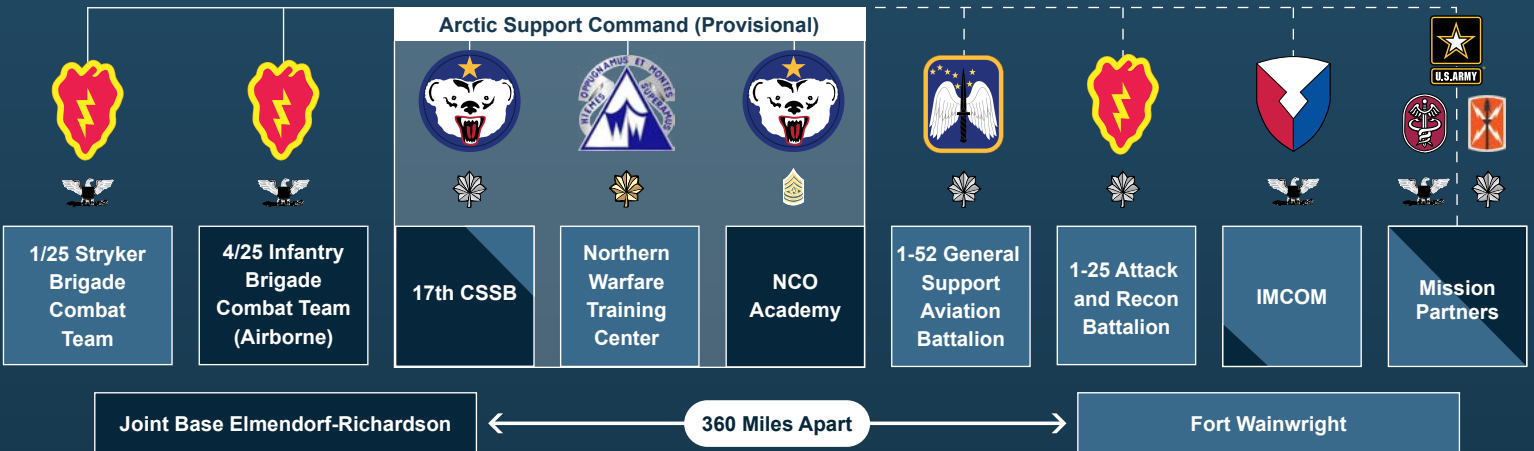 Arctic Support Command (Provisional)
HIEMES OPPUGNAMUS ET MONTES SUPERAMUS
U.S.ARMY
1/25 Stryker
Brigade
Combat
Team
4/25 Infantry
Brigade
Combat Team
(Airborne)
17th CSSB
Northern
Warfare
Training
Center
NCO
Academy
1-52 General
Support
Aviation
Battalion
1-25 Attack
and Recon
Battalion
IMCOM
Mission
Partners
Joint Base Elmendorf-Richardson
360 Miles Apart
Fort Wainwright